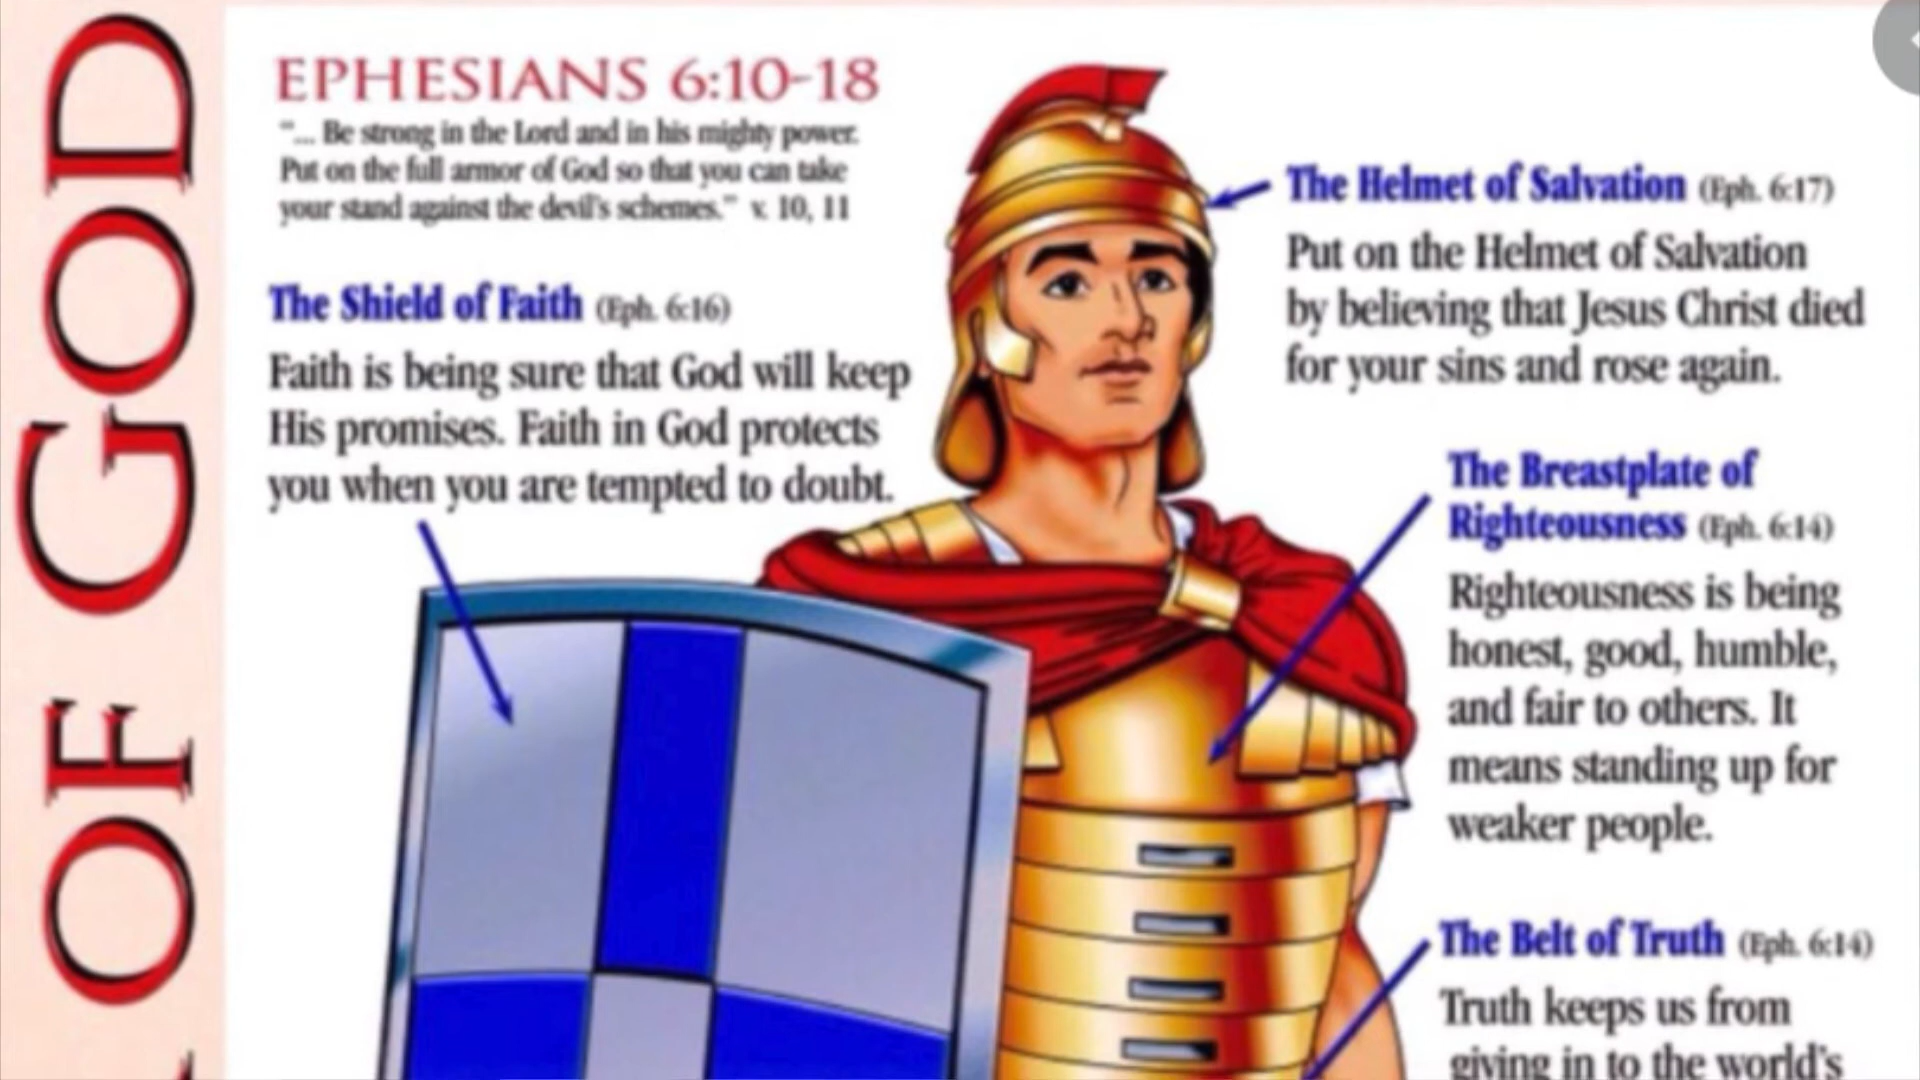 OF GOD
EPHESIANS 6:10-18
"... Be strong in the Lord and in his mighty power.
Put on the full armor of God so that you can take
your stand against the devil's schemes." v. 10, 11
The Shield of Faith (Eph. 6:16)
Faith is being sure that God will keep
His promises. Faith in God protects
you when you are tempted to doubt.
The Helmet of Salvation (Eph. 6:17)
Put on the Helmet of Salvation
by believing that Jesus Christ died
for your sins and rose again.
The Breastplate of
Righteousness (Eph. 6:14)
Righteousness is being
honest, good, humble,
and fair to others. It
means standing up for
weaker people.
The Belt of Truth (Eph. 6:14)
Truth keeps us from
giving in to the world's